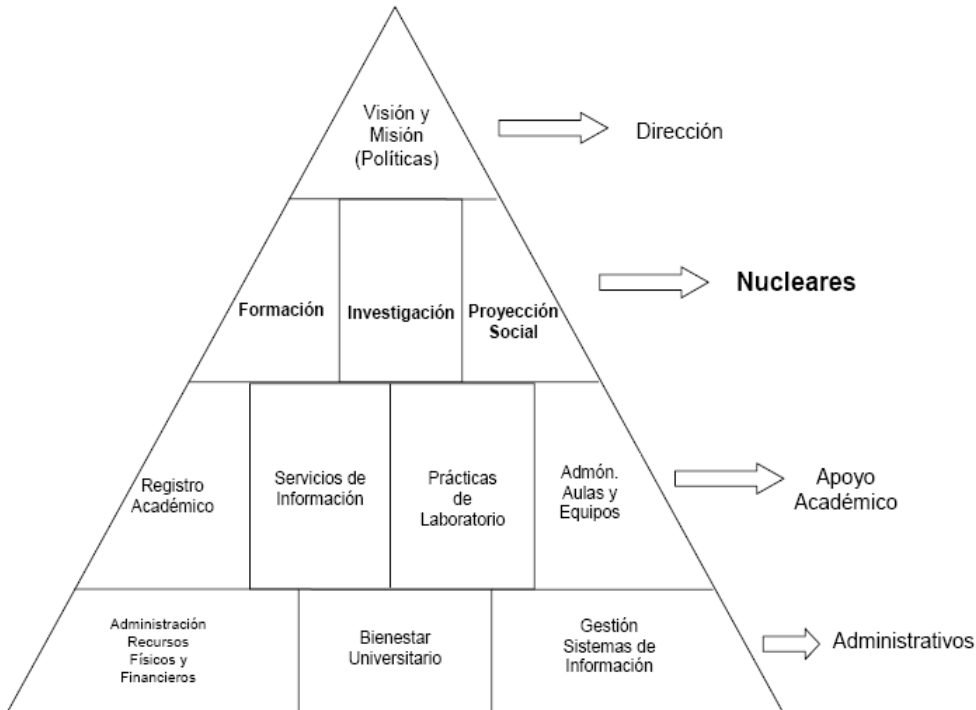 Visión y
Misión
(Políticas)
Dirección
Formación
Investigación
Proyección
Social
Nucleares
Registro
Académico
Servicios de
Información
Prácticas
de
Laboratorio
Admón.
Aulas y
Equipos
Apoyo
Académico
Administración
Recursos
Físicos y
Financieros
Bienestar
Universitario
Gestión
Sistemas de
Información
Administrativos